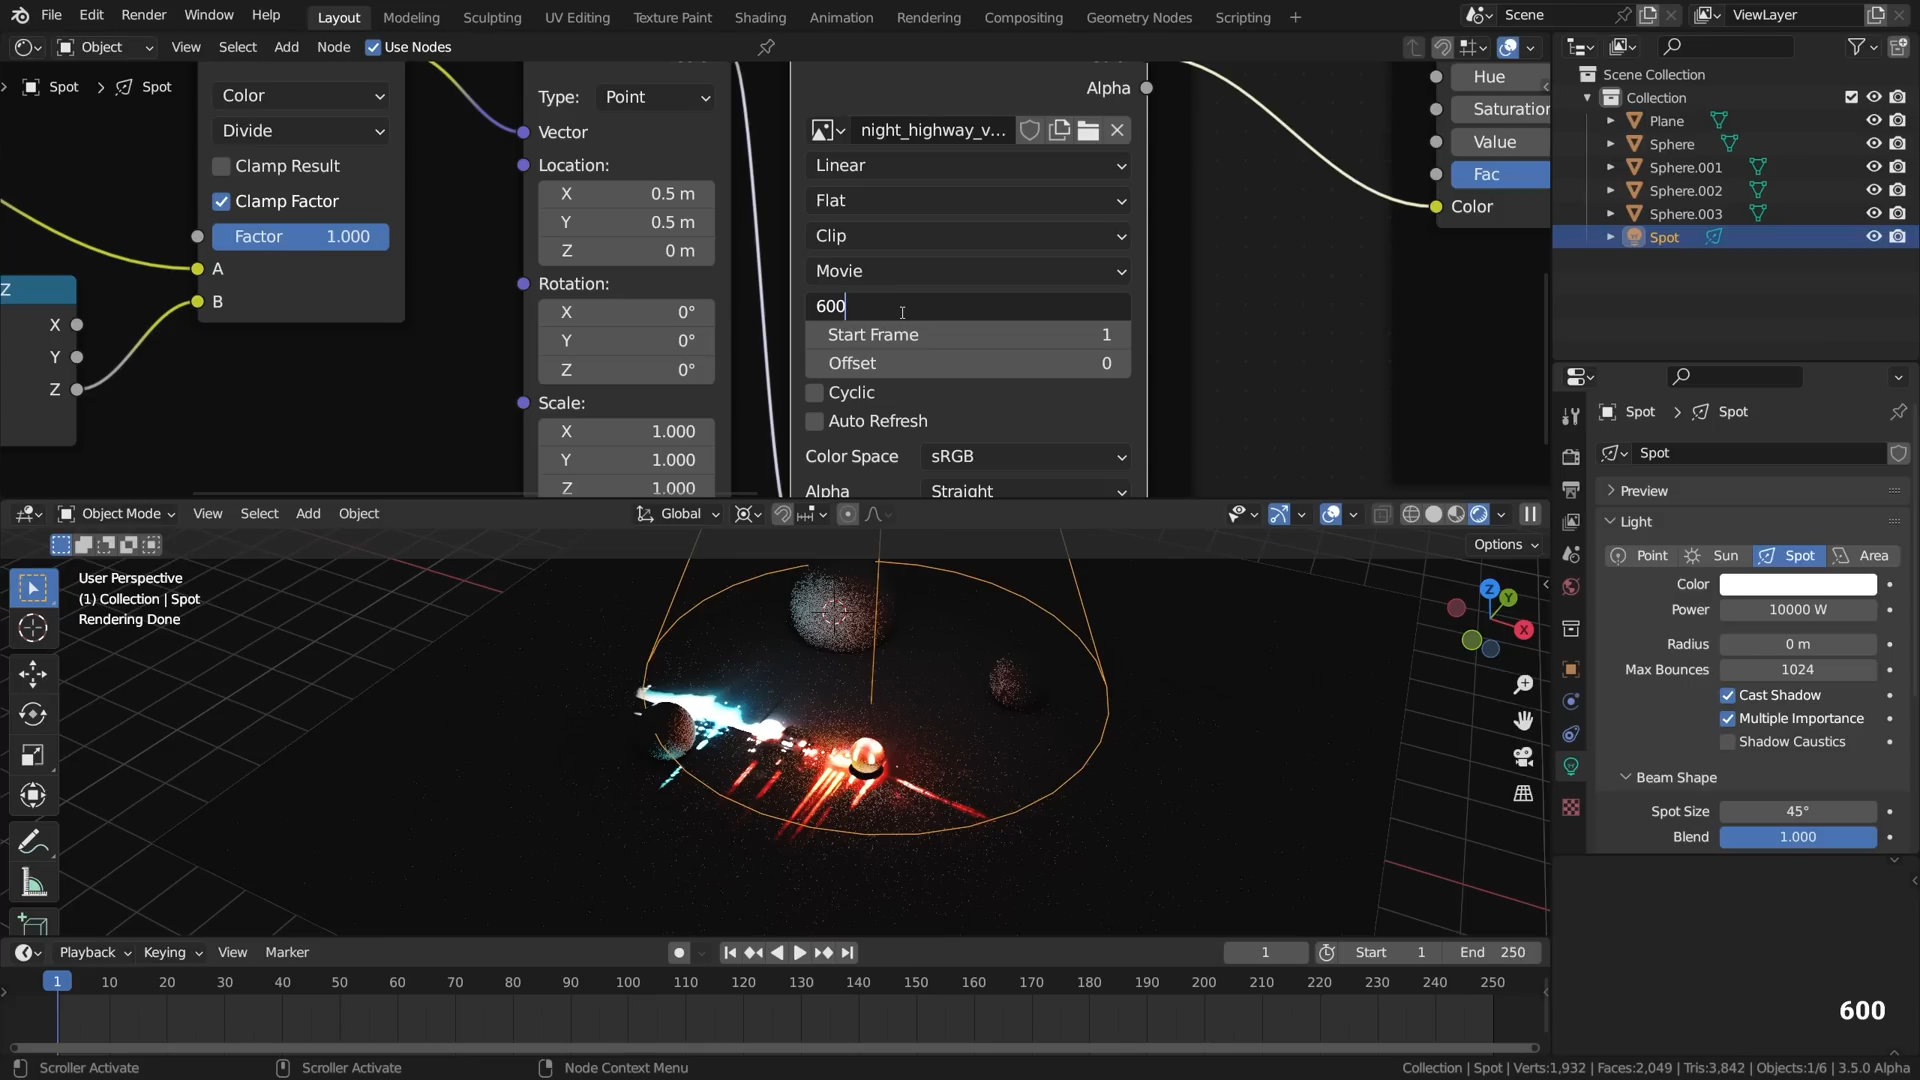 File Edit Render Window Help Layout Modeling Sculpting UV Editing Texture Paint Shading Animation Rendering Compositing Geometry Nodes Scripting + Scene ViewLayer
Object View Select Add Node Use Nodes
Spot > Spot
Color
Divide
Clamp Result
Clamp Factor
Factor 1.000
A
B
Z
X
Y
Z
Type: Point
Vector
Location:
X 0.5 m
Y 0.5 m
Z 0 m
Rotation:
X 0°
Y 0°
Z 0°
Scale:
X 1.000
Y 1.000
Z 1.000
Alpha
night_highway_v...
Linear
Flat
Clip
Movie
600
Start Frame 1
Offset 0
Cyclic
Auto Refresh
Color Space sRGB
Alpha Straight
Hue
Saturation
Value
Fac
Color
Scene Collection
Collection
Plane
Sphere
Sphere.001
Sphere.002
Sphere.003
Spot
Spot > Spot
Spot
Preview
Light
Point Sun Spot Area
Color
Power 10000 W
Radius 0 m
Max Bounces 1024
Cast Shadow
Multiple Importance
Shadow Caustics
Beam Shape
Spot Size 45°
Blend 1.000
Object Mode View Select Add Object Global
Options
User Perspective
(1) Collection | Spot
Rendering Done
Z
Y
X
Playback Keying View Marker 1 Start 1 End 250
1 10 20 30 40 50 60 70 80 90 100 110 120 130 140 150 160 170 180 190 200 210 220 230 240 250
600
Scroller Activate Scroller Activate Node Context Menu Collection | Spot | Verts:1,932 | Faces:2,049 | Tris:3,842 | Objects:1/6 | 3.5.0 Alpha